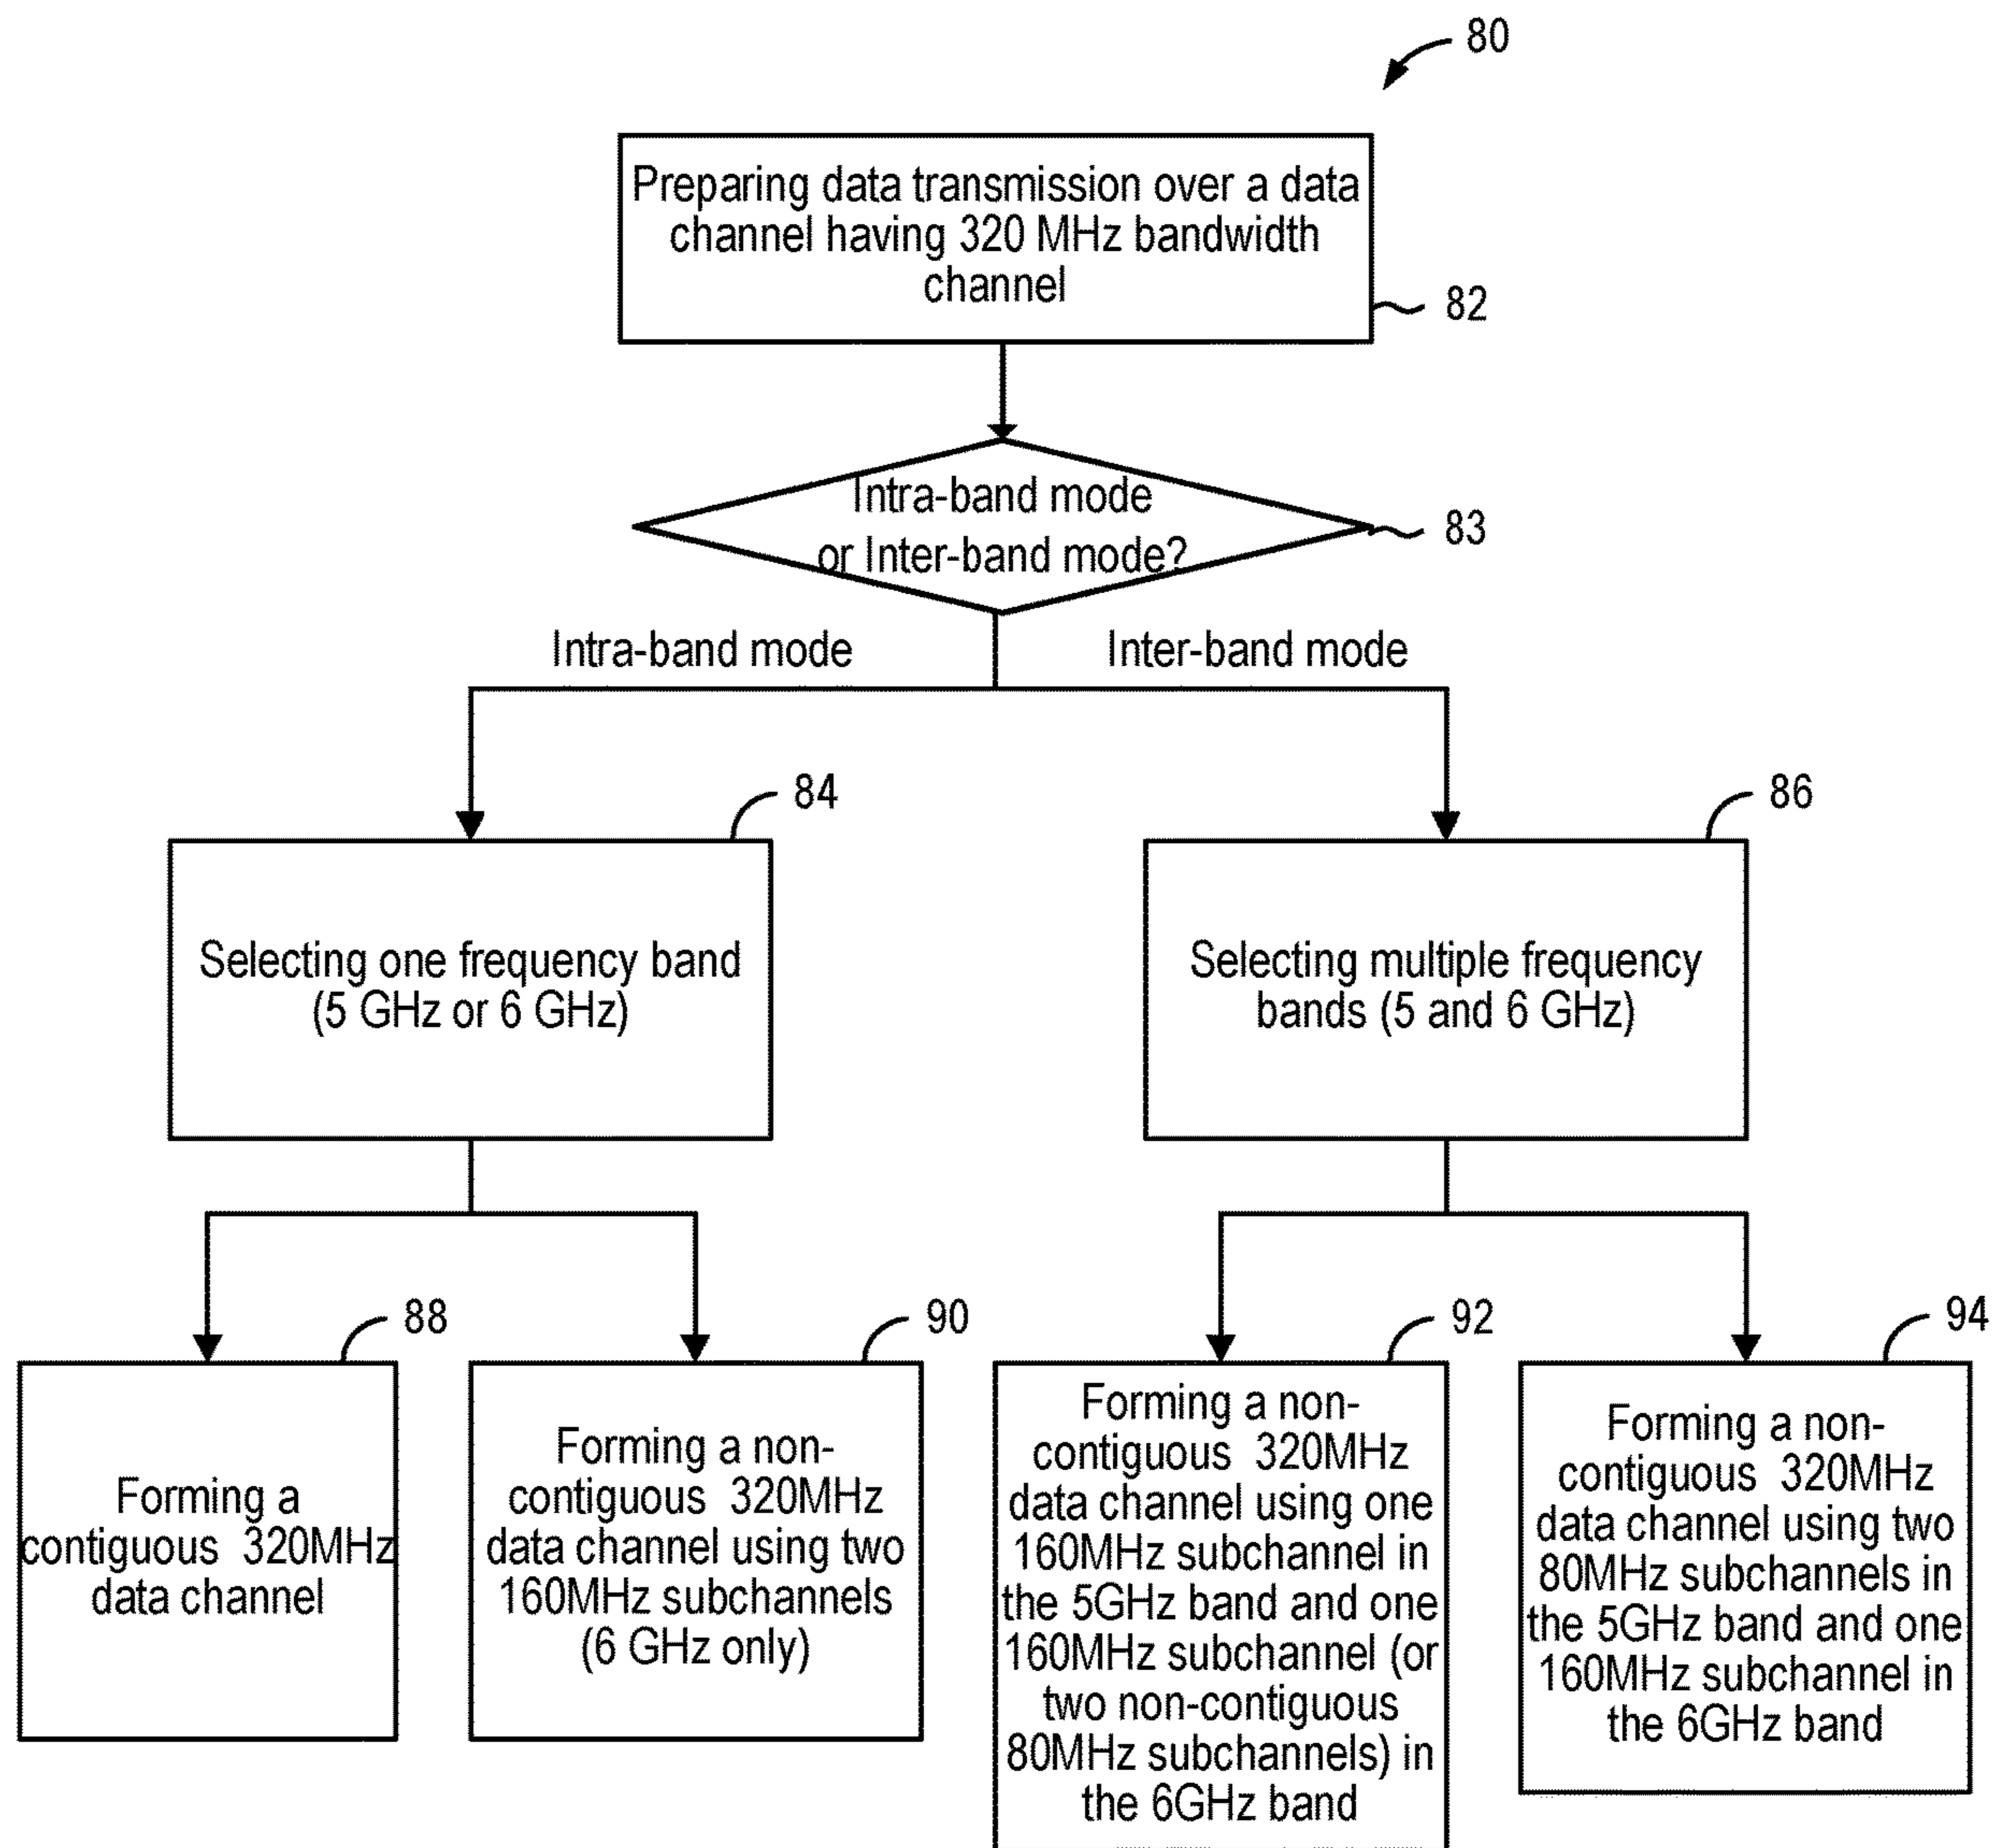 80
Preparing data transmission over a data
channel having 320 MHz bandwidth
channel
82
Intra-band mode
or Inter-band mode?
83
Intra-band mode
Inter-band mode
84
86
Selecting one frequency band
(5 GHz or 6 GHz)
Selecting multiple frequency
bands (5 and 6 GHz)
88
90
92
94
Forming a
contiguous 320MHz
data channel
Forming a non-
contiguous 320MHz
data channel using two
160MHz subchannels
(6 GHz only)
Forming a non-
contiguous 320MHz
data channel using one
160MHz subchannel in
the 5GHz band and one
160MHz subchannel (or
two non-contiguous
80MHz subchannels) in
the 6GHz band
Forming a non-
contiguous 320MHz
data channel using two
80MHz subchannels in
the 5GHz band and one
160MHz subchannel in
the 6GHz band